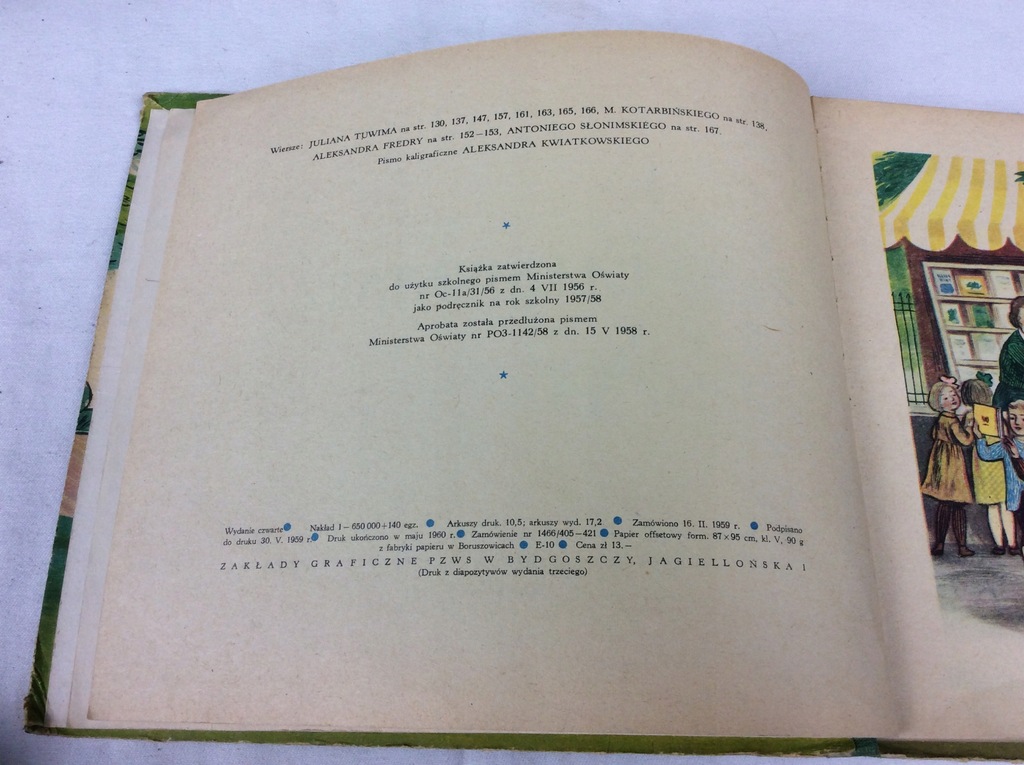 Wiersze: JULIANA TUWIMA na str. 130, 137, 147, 157, 161, 163, 165, 166, M. KOTARBIŃSKIEGO na str. 138,
ALEKSANDRA FREDRY na str. 152—153, ANTONIEGO SŁONIMSKIEGO na str. 167.
Pismo kaligraficzne ALEKSANDRA KWIATKOWSKIEGO
Książka zatwierdzona
do użytku szkolnego pismem Ministerstwa Oświaty
nr Oc-11a/31/56 z dn. 4 VII 1956 r.
jako podręcznik na rok szkolny 1957/58
Aprobata została przedłużona pismem
Ministerstwa Oświaty nr PO3-1142/58 z dn. 15 V 1958 r.
Wydanie czwarte ● Nakład I — 650 000+140 egz. ● Arkuszy druk. 10,5; arkuszy wyd. 17,2 ● Zamówiono 16. II. 1959 r. ● Podpisano
do druku 30. V. 1959 r. ● Druk ukończono w maju 1960 r. ● Zamówienie nr 1466/405—421 ● Papier offsetowy form. 87×95 cm, kl. V, 90 g
z fabryki papieru w Boruszowicach ● E-10 ● Cena zł 13.—
ZAKŁADY GRAFICZNE PZWS W BYDGOSZCZY, JAGIELLOŃSKA 1
(Druk z diapozytywów wydania trzeciego)